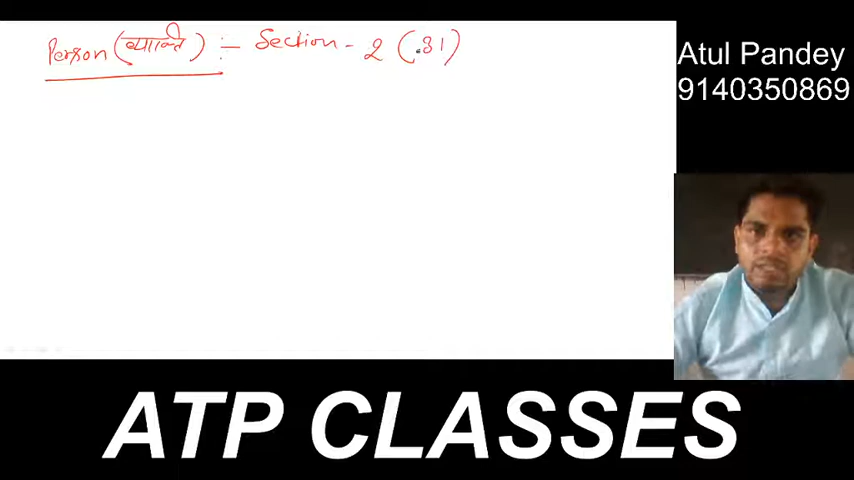 Person (व्यक्ति) :- Section - 2 (31)
Atul Pandey
9140350869
ATP CLASSES